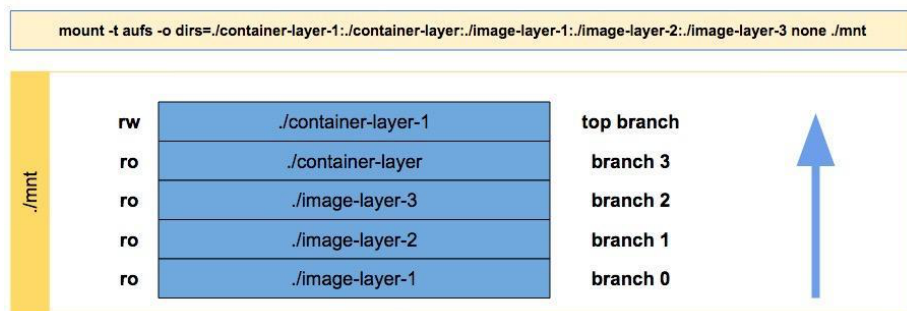 mount -t aufs -o dirs=./container-layer-1:./container-layer:./image-layer-1:./image-layer-2:./image-layer-3 none ./mnt
./mnt
rw ./container-layer-1 top branch
ro ./container-layer branch 3
ro ./image-layer-3 branch 2
ro ./image-layer-2 branch 1
ro ./image-layer-1 branch 0